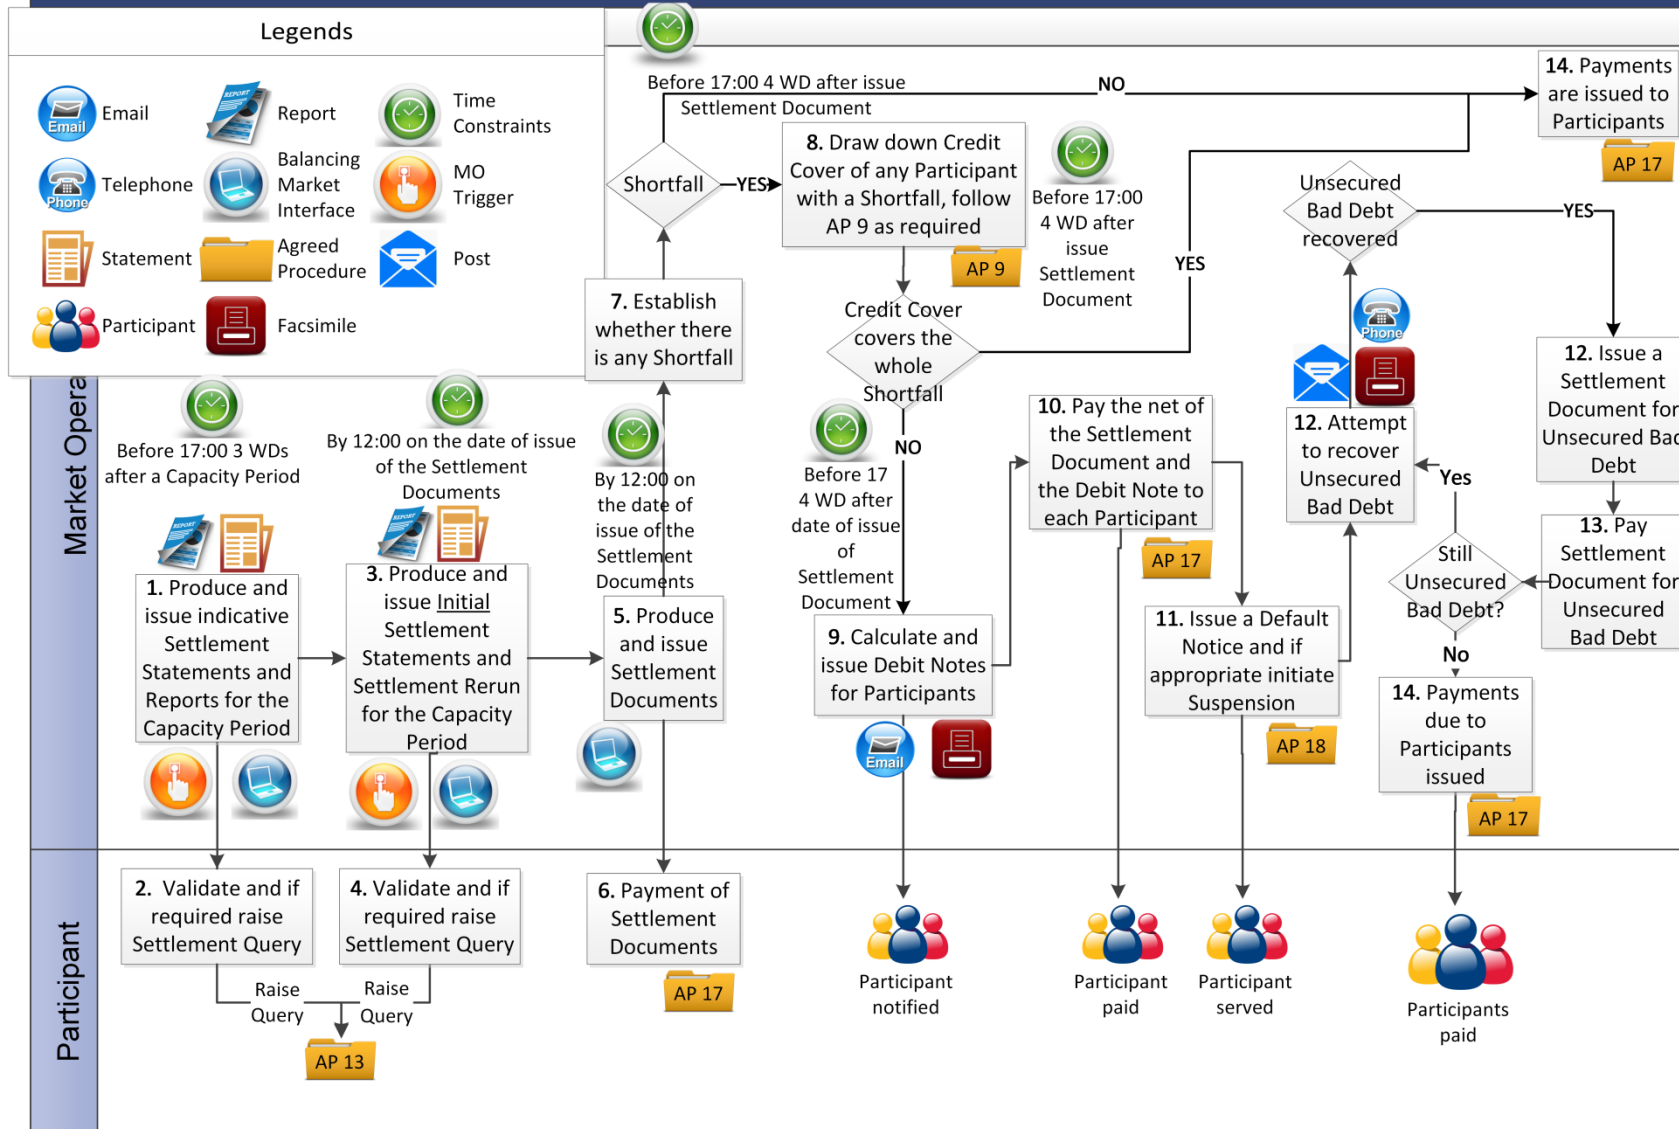 Legends
Email
Email
Report
REPORT
Time
Constraints
Phone
Telephone
Balancing
Market
Interface
MO
Trigger
Statement
Agreed
Procedure
Post
Participant
Facsimile
Market Opera
Participant
Before 17:00 3 WDs
after a Capacity Period
REPORT
1. Produce and
issue indicative
Settlement
Statements and
Reports for the
Capacity Period
2. Validate and if
required raise
Settlement Query
Raise
Query
By 12:00 on the date of issue
of the Settlement
Documents
REPORT
3. Produce and
issue Initial
Settlement
Statements and
Settlement Rerun
for the Capacity
Period
4. Validate and if
required raise
Settlement Query
Raise
Query
AP 13
By 12:00 on
the date of
issue of the
Settlement
Documents
5. Produce
and issue
Settlement
Documents
6. Payment of
Settlement
Documents
AP 17
7. Establish
whether there
is any Shortfall
Shortfall
Before 17:00 4 WD after issue
Settlement Document
NO
YES
8. Draw down Credit
Cover of any Participant
with a Shortfall, follow
AP 9 as required
AP 9
Before 17:00
4 WD after
issue
Settlement
Document
Credit Cover
covers the
whole
Shortfall
YES
NO
Before 17
4 WD after
date of issue
of
Settlement
Document
9. Calculate and
issue Debit Notes
for Participants
Email
Participant
notified
10. Pay the net of
the Settlement
Document and
the Debit Note to
each Participant
AP 17
Participant
paid
11. Issue a Default
Notice and if
appropriate initiate
Suspension
AP 18
Participant
served
12. Attempt
to recover
Unsecured
Bad Debt
Phone
Unsecured
Bad Debt
recovered
YES
12. Issue a
Settlement
Document for
Unsecured Bad
Debt
13. Pay
Settlement
Document for
Unsecured
Bad Debt
Still
Unsecured
Bad Debt?
Yes
No
14. Payments
due to
Participants
issued
AP 17
Participants
paid
14. Payments
are issued to
Participants
AP 17